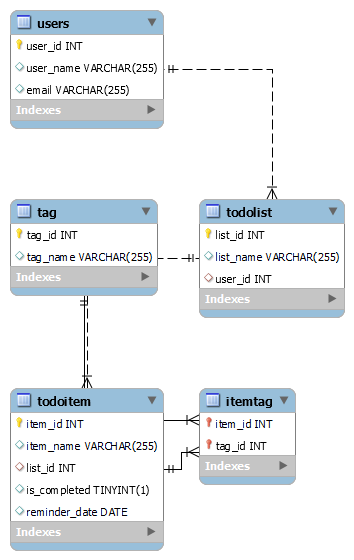 users
user_id INT
user_name VARCHAR(255)
email VARCHAR(255)
Indexes
tag
tag_id INT
tag_name VARCHAR(255)
Indexes
todolist
list_id INT
list_name VARCHAR(255)
user_id INT
Indexes
todoitem
item_id INT
item_name VARCHAR(255)
list_id INT
is_completed TINYINT(1)
reminder_date DATE
Indexes
itemtag
item_id INT
tag_id INT
Indexes